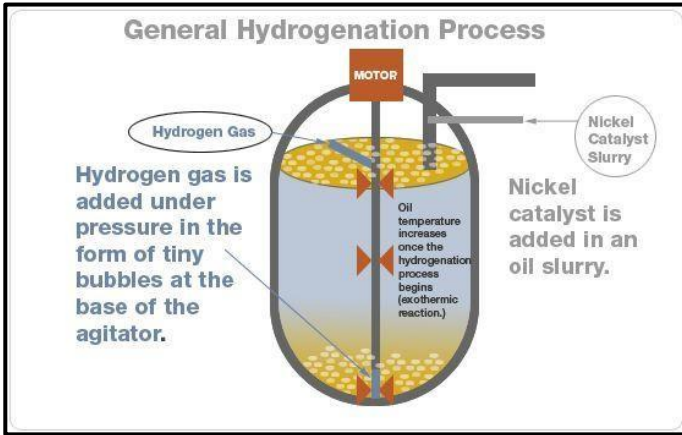 General Hydrogenation Process
MOTOR
Hydrogen Gas
Nickel
Catalyst
Slurry
Hydrogen gas is
added under
pressure in the
form of tiny
bubbles at the
base of the
agitator.
Oil
temperature
increases
once the
hydrogenation
process
begins
(exothermic
reaction.)
Nickel
catalyst is
added in an
oil slurry.